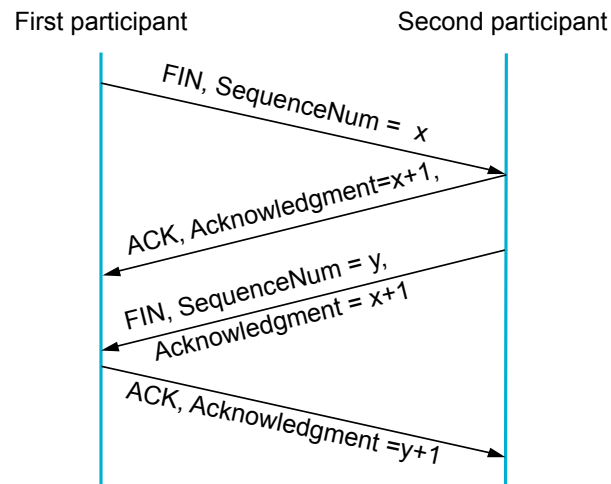 First participant
Second participant
FIN, SequenceNum = x
ACK, Acknowledgment=x+1,
FIN, SequenceNum = y,
Acknowledgment = x+1
ACK, Acknowledgment =y+1